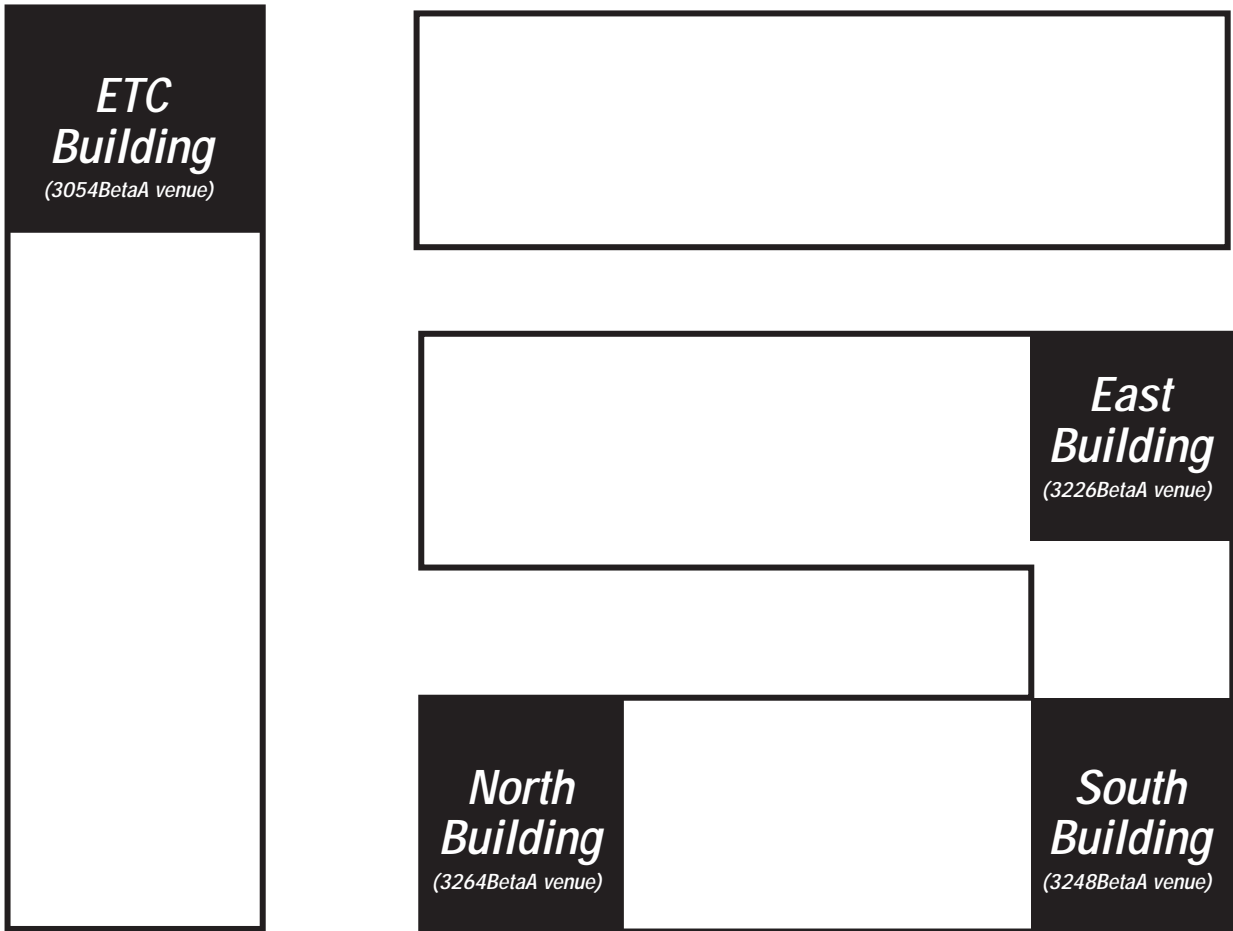 ETC
Building
(3054BetaA venue)
East
Building
(3226BetaA venue)
North
Building
(3264BetaA venue)
South
Building
(3248BetaA venue)